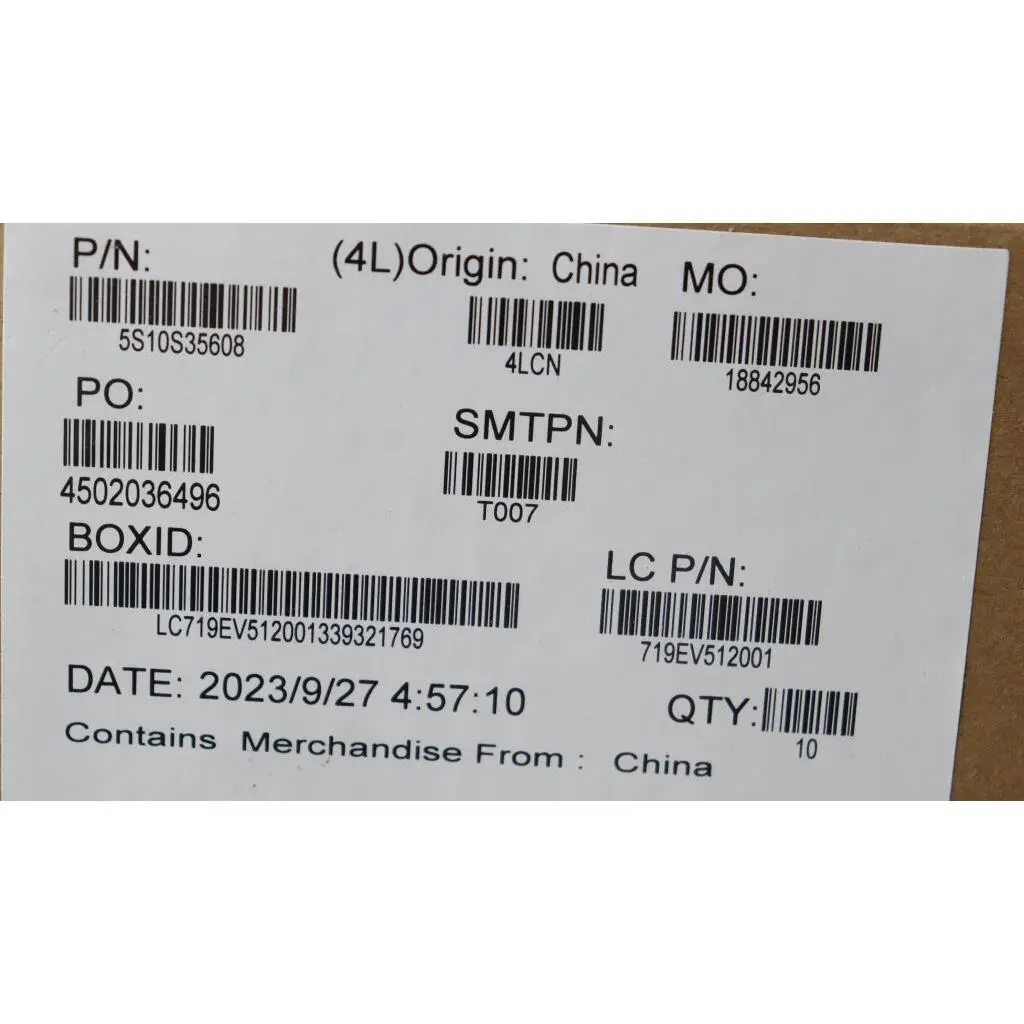 P/N:
(4L)Origin: China
MO:
5S10S35608
4LCN
18842956
PO:
SMTPN:
4502036496
T007
BOXID:
LC P/N:
LC719EV512001339321769
719EV512001
DATE: 2023/9/27 4:57:10
QTY:
10
Contains Merchandise From : China